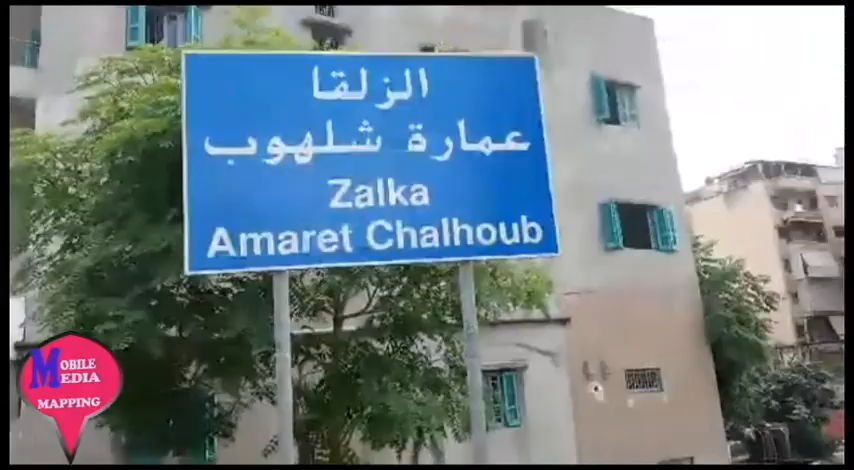 الزلقا
عمارة شلهوب
Zalka
Amaret Chalhoub
M
MOBILE
MEDIA
MAPPING